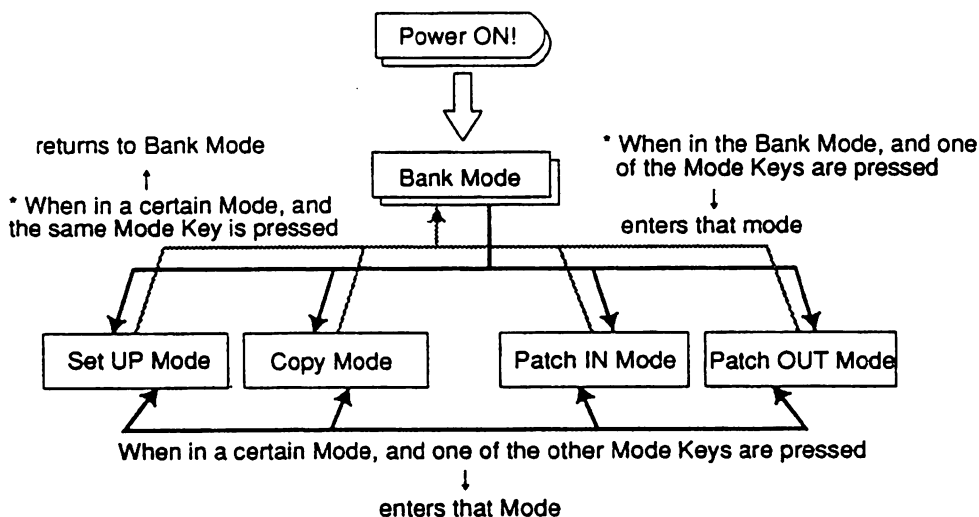 Power ON!
returns to Bank Mode
* When in a certain Mode, and
the same Mode Key is pressed
Bank Mode
* When in the Bank Mode, and one
of the Mode Keys are pressed
enters that mode
Set UP Mode
Copy Mode
Patch IN Mode
Patch OUT Mode
When in a certain Mode, and one of the other Mode Keys are pressed
enters that Mode